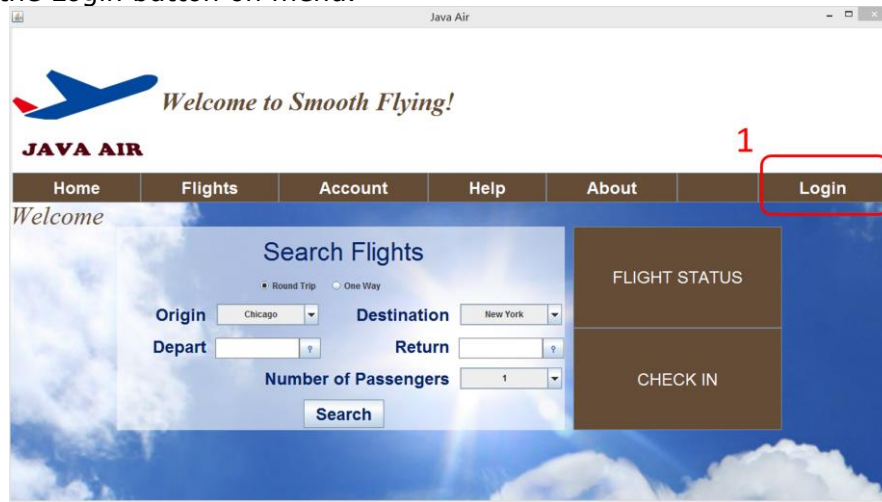 the Login button on menu.
Java Air
Welcome to Smooth Flying!
JAVA AIR
1
Home Flights Account Help About Login
Welcome
Search Flights
Round Trip One Way
Origin Chicago Destination New York
Depart ? Return ?
Number of Passengers 1
Search
FLIGHT STATUS
CHECK IN